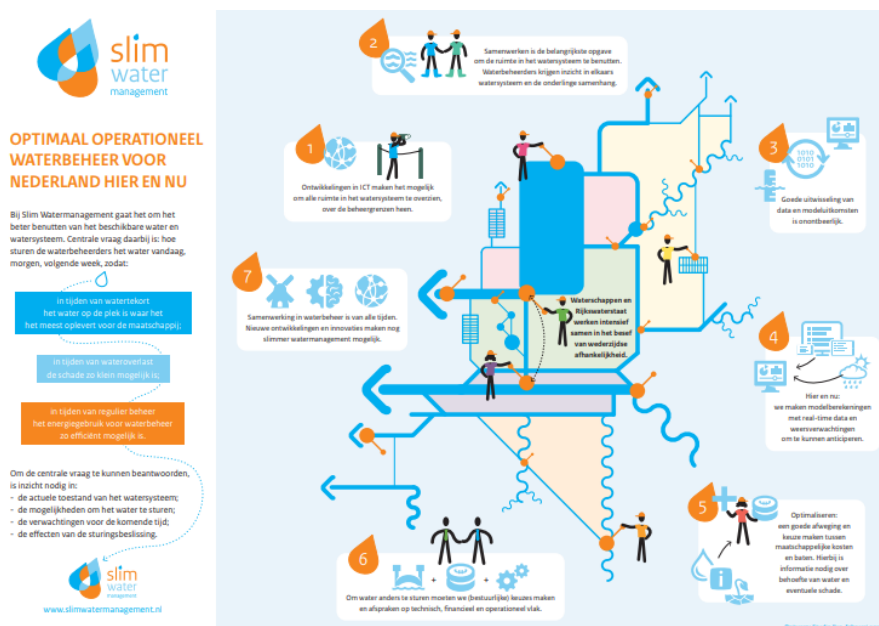 slim
water
management
OPTIMAAL OPERATIONEEL
WATERBEHEER VOOR
NEDERLAND HIER EN NU
Bij Slim Watermanagement gaat het om het
beter benutten van het beschikbare water en
watersysteem. Centrale vraag daarbij is: hoe
sturen de waterbeheerders het water vandaag,
morgen, volgende week, zodat:
in tijden van watertekort
het water op de plek is waar het
het meest oplevert voor de maatschappij;
in tijden van wateroverlast
de schade zo klein mogelijk is;
in tijden van regulier beheer
het energiegebruik voor waterbeheer
zo efficiënt mogelijk is.
Om de centrale vraag te kunnen beantwoorden,
is inzicht nodig in:
- de actuele toestand van het watersysteem;
- de mogelijkheden om het water te sturen;
- de verwachtingen voor de komende tijd;
- de effecten van de sturingsbeslissing.
slim
water
management
www.slimwatermanagement.nl
1
Ontwikkelingen in ICT maken het mogelijk
om alle ruimte in het watersysteem te overzien,
over de beheergrenzen heen.
2
Samenwerken is de belangrijkste opgave
om de ruimte in het watersysteem te benutten.
Waterbeheerders krijgen inzicht in elkaars
watersysteem en de onderlinge samenhang.
3
1010
0101
1010
Goede uitwisseling van
data en modeluitkomsten
is onontbeerlijk.
4
Hier en nu:
we maken modelberekeningen
met real-time data en
weersverwachtingen
om te kunnen anticiperen.
5
Optimaliseren:
een goede afweging en
keuze maken tussen
maatschappelijke kosten
en baten. Hierbij is
informatie nodig over
behoefte van water en
eventuele schade.
6
+ +
Om water anders te sturen moeten we (bestuurlijke) keuzes maken
en afspraken op technisch, financieel en operationeel vlak.
7
Samenwerking in waterbeheer is van alle tijden.
Nieuwe ontwikkelingen en innovaties maken nog
slimmer watermanagement mogelijk.
Waterschappen en
Rijkswaterstaat
werken intensief
samen in het besef
van wederzijdse
afhankelijkheid.